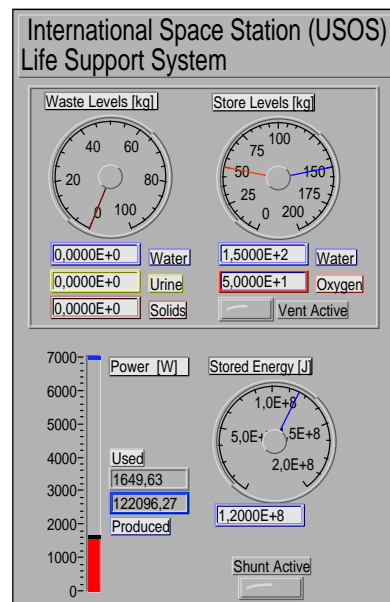 International Space Station (USOS)
Life Support System
Waste Levels [kg]
Store Levels [kg]
0 20 40 60 80 100
0 25 50 75 100 150 175 200
0,0000E+0 Water
0,0000E+0 Urine
0,0000E+0 Solids
1,5000E+2 Water
5,0000E+1 Oxygen
Vent Active
7000
6000
5000
4000
3000
2000
1000
0
Power [W]
Used
1649,63
122096,27
Produced
Stored Energy [J]
5,0E+ 1,0E+8 ,5E+8 2,0E+8
1,2000E+8
Shunt Active